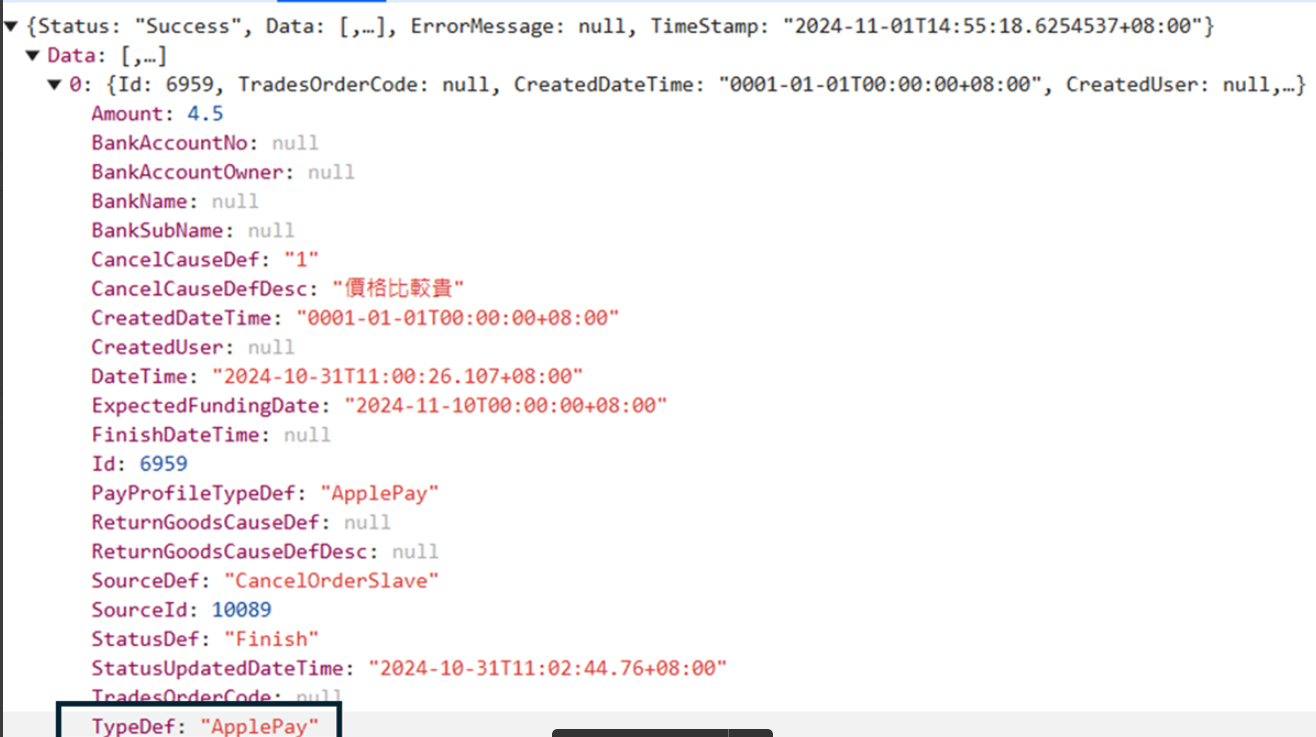 {Status: "Success", Data: [,…], ErrorMessage: null, TimeStamp: "2024-11-01T14:55:18.6254537+08:00"}
Data: [,…]
0: {Id: 6959, TradesOrderCode: null, CreatedDateTime: "0001-01-01T00:00:00+08:00", CreatedUser: null,…}
Amount: 4.5
BankAccountNo: null
BankAccountOwner: null
BankName: null
BankSubName: null
CancelCauseDef: "1"
CancelCauseDefDesc: "價格比較貴"
CreatedDateTime: "0001-01-01T00:00:00+08:00"
CreatedUser: null
DateTime: "2024-10-31T11:00:26.107+08:00"
ExpectedFundingDate: "2024-11-10T00:00:00+08:00"
FinishDateTime: null
Id: 6959
PayProfileTypeDef: "ApplePay"
ReturnGoodsCauseDef: null
ReturnGoodsCauseDefDesc: null
SourceDef: "CancelOrderSlave"
SourceId: 10089
StatusDef: "Finish"
StatusUpdatedDateTime: "2024-10-31T11:02:44.76+08:00"
TradesOrderCode: null
TypeDef: "ApplePay"